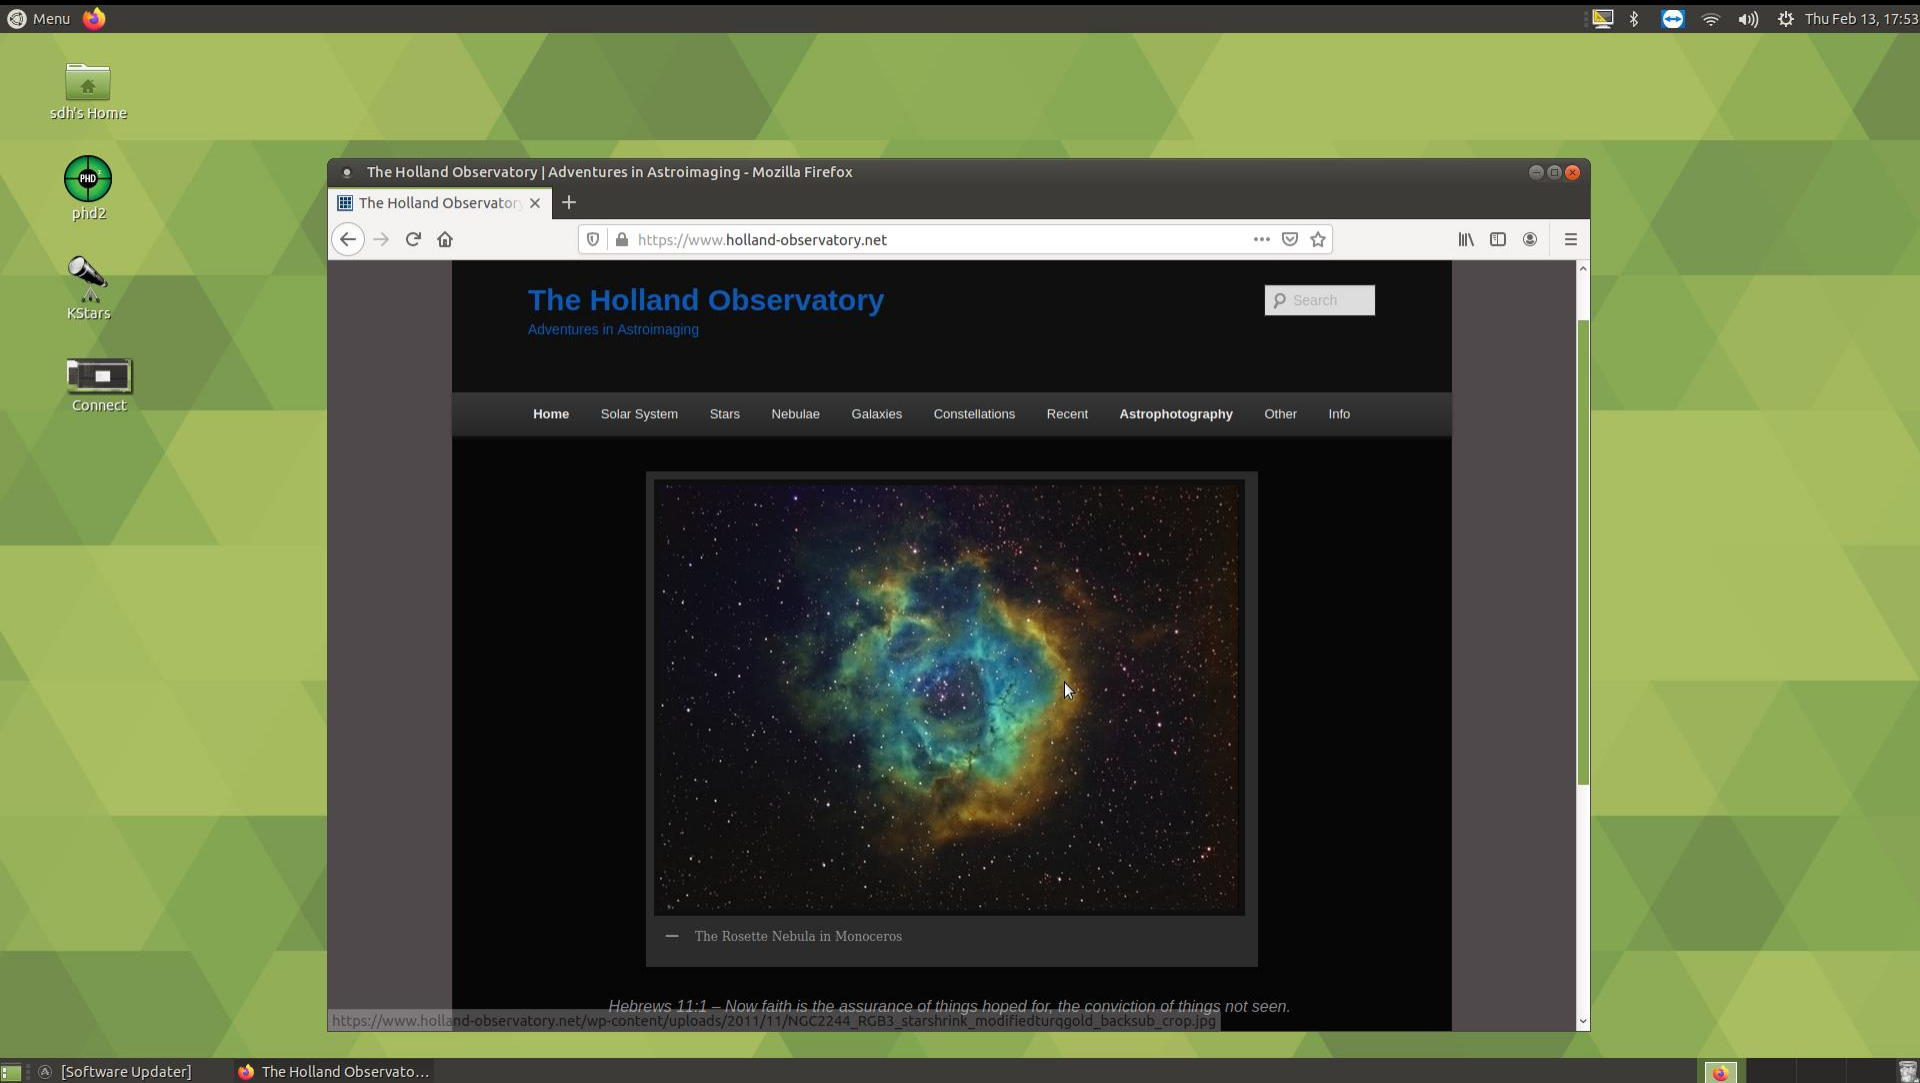 Menu
Thu Feb 13, 17:53
sdh's Home
PHD
phd2
KStars
Connect
The Holland Observatory | Adventures in Astroimaging - Mozilla Firefox
The Holland Observatory
https://www.holland-observatory.net
The Holland Observatory
Search
Adventures in Astroimaging
Home Solar System Stars Nebulae Galaxies Constellations Recent Astrophotography Other Info
— The Rosette Nebula in Monoceros
Hebrews 11:1 – Now faith is the assurance of things hoped for, the conviction of things not seen.
https://www.holland-observatory.net/wp-content/uploads/2011/11/NGC2244_RGB3_starshrink_modifiedturqgold_backsub_crop.jpg
[Software Updater]
The Holland Observato...